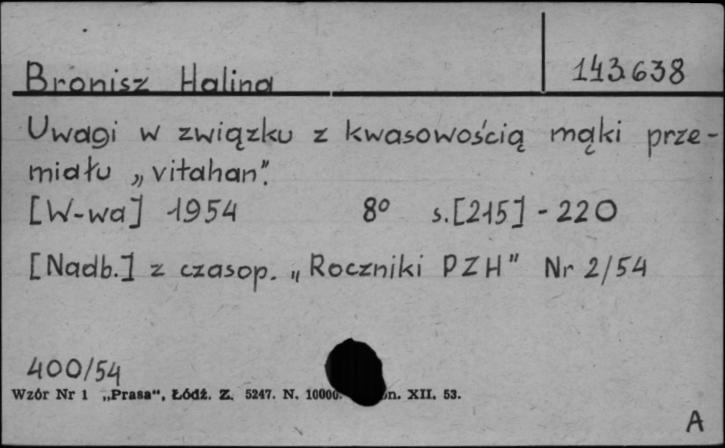 Bronisz Halina 143638
Uwagi w związku z kwasowością mąki prze-
miału „vitahan".
[W-wa] 1954 8° s.[215] - 220
[Nadb.] z czasop. „Roczniki PZH" Nr 2/54
400/54
Wzór Nr 1 „Prasa“, Łódź. Z. 5247. N. 10000. n. XII. 53.
A